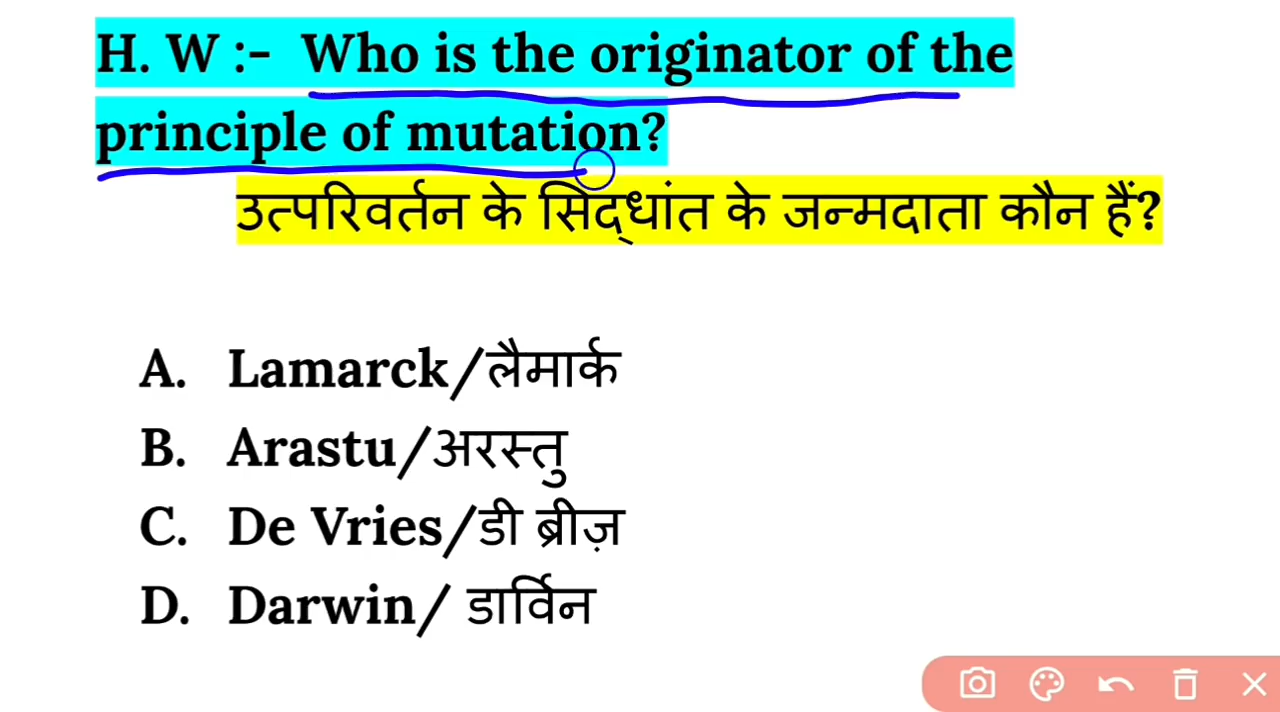 H. W :- Who is the originator of the
principle of mutation?
उत्परिवर्तन के सिद्धांत के जन्मदाता कौन हैं?
A. Lamarck/लैमार्क
B. Arastu/अरस्तु
C. De Vries/डी ब्रीज़
D. Darwin/ डार्विन